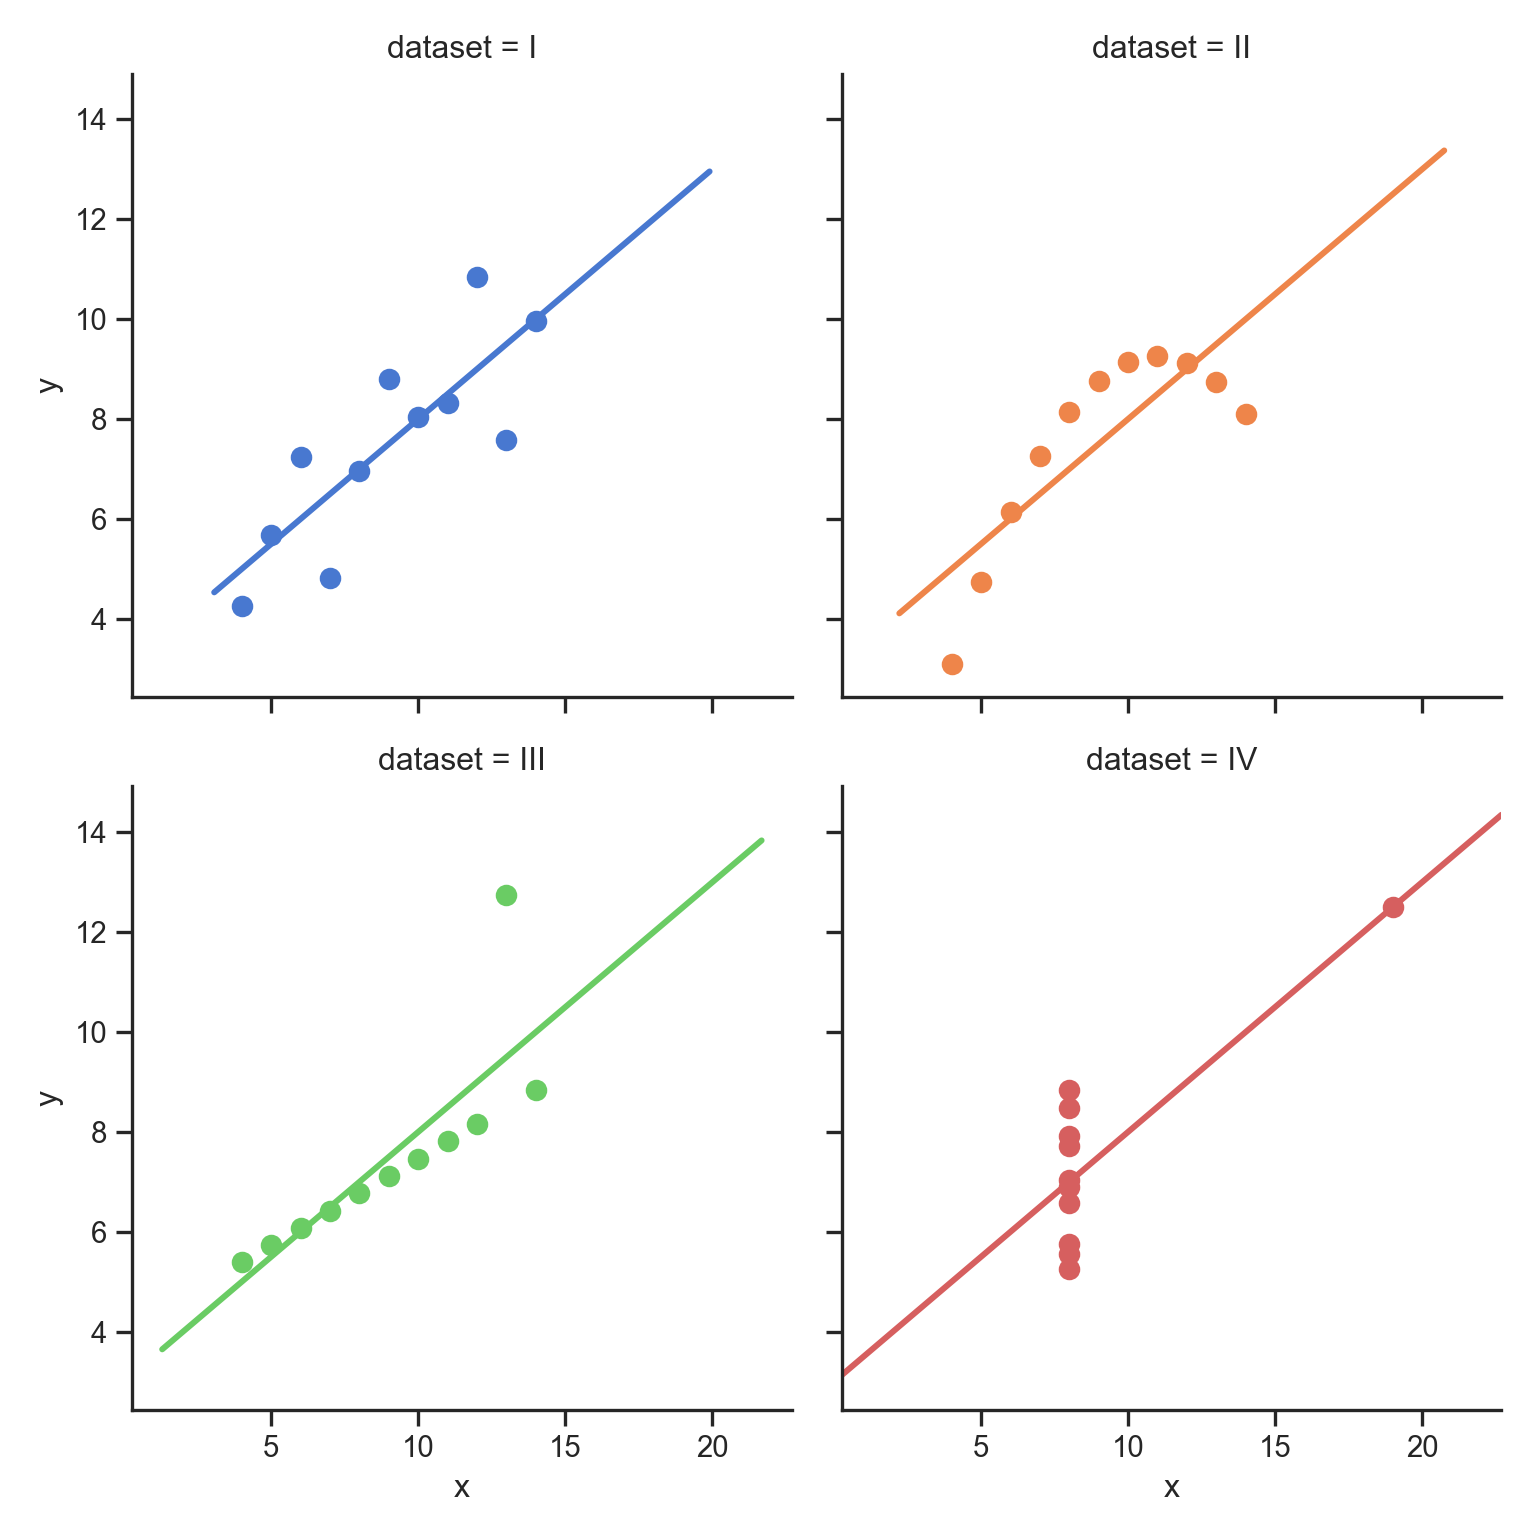 dataset = I
dataset = II
14
12
10
8
6
4
y
dataset = III
dataset = IV
14
12
10
8
6
4
y
5
10
15
20
5
10
15
20
x
x